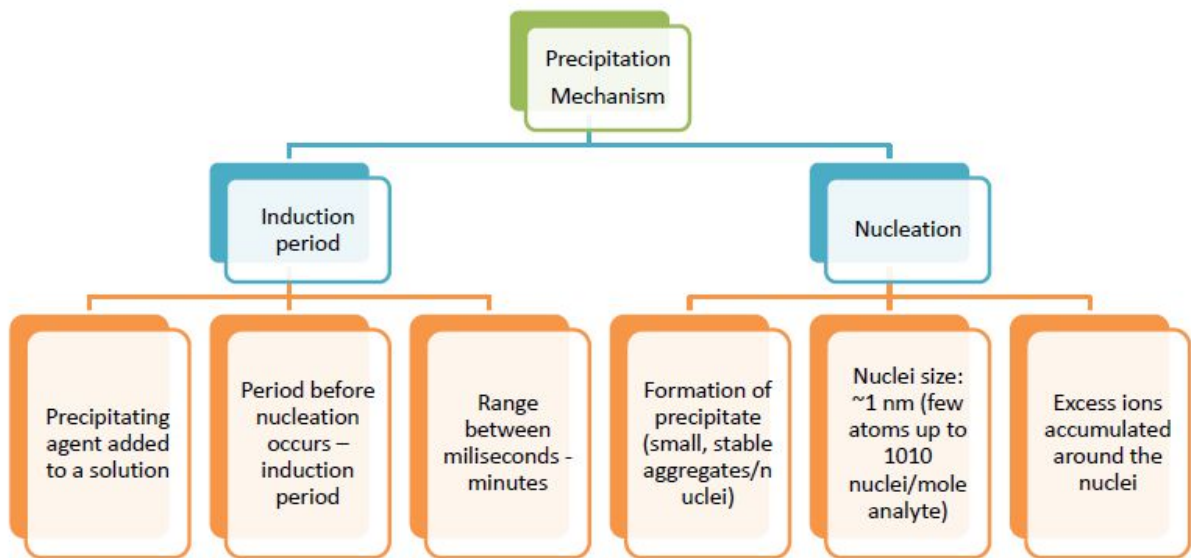 Precipitation
Mechanism
Induction
period
Nucleation
Precipitating
agent added
to a solution
Period before
nucleation
occurs –
induction
period
Range
between
miliseconds -
minutes
Formation of
precipitate
(small, stable
aggregates/n
uclei)
Nuclei size:
~1 nm (few
atoms up to
1010
nuclei/mole
analyte)
Excess ions
accumulated
around the
nuclei